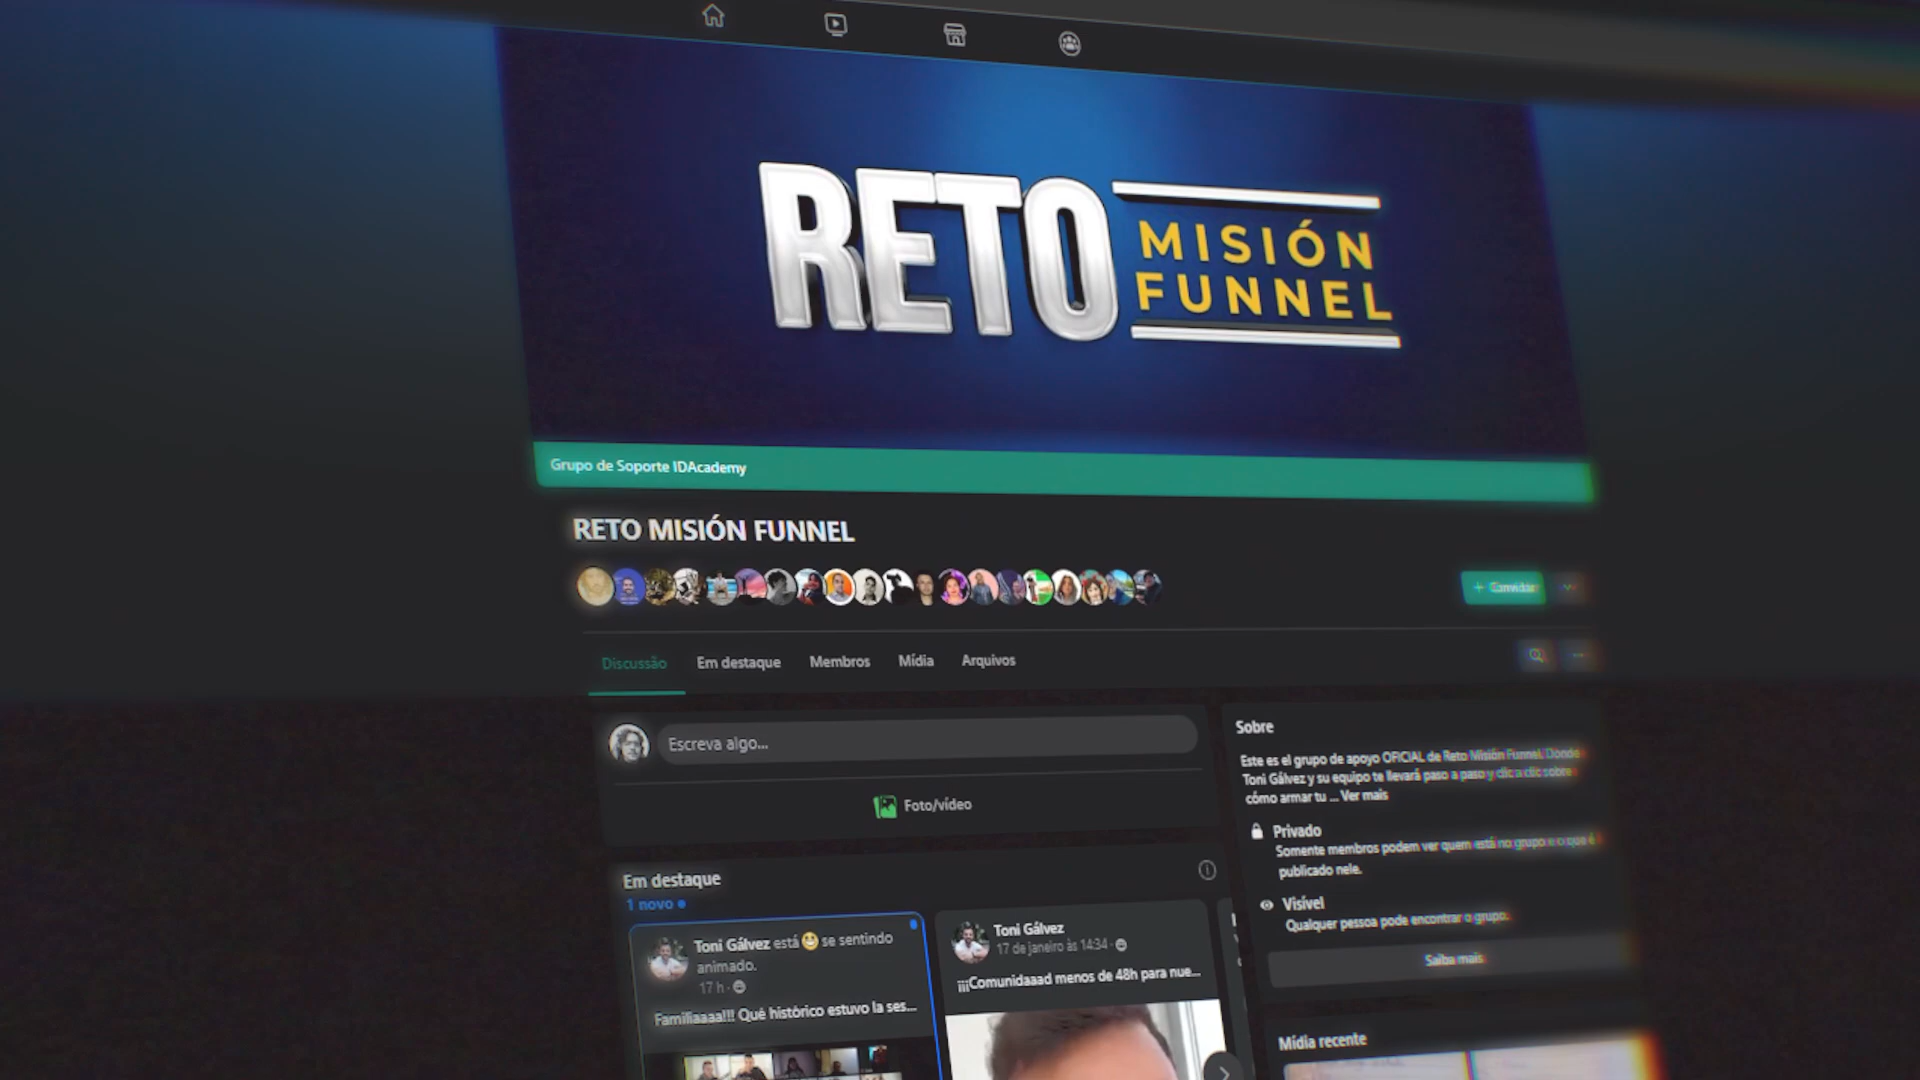 RETO
MISIÓN
FUNNEL
Grupo de Soporte IDAcademy
RETO MISIÓN FUNNEL
+ Convidar
Discussão
Em destaque
Membros
Mídia
Arquivos
Escreva algo...
Foto/vídeo
Em destaque
1 novo
Toni Gálvez está 😀 se sentindo
animado.
17 h
Familiaaaa!!! Qué histórico estuvo la ses...
Toni Gálvez
17 de janeiro às 14:34
¡¡¡Comunidaaad menos de 48h para nue...
Sobre
Este es el grupo de apoyo OFICIAL de Reto Misión Funnel. Donde
Toni Gálvez y su equipo te llevará paso a paso y clic a clic sobre
cómo armar tu ... Ver mais
Privado
Somente membros podem ver quem está no grupo e o que é
publicado nele.
Visível
Qualquer pessoa pode encontrar o grupo.
Saiba mais
Mídia recente